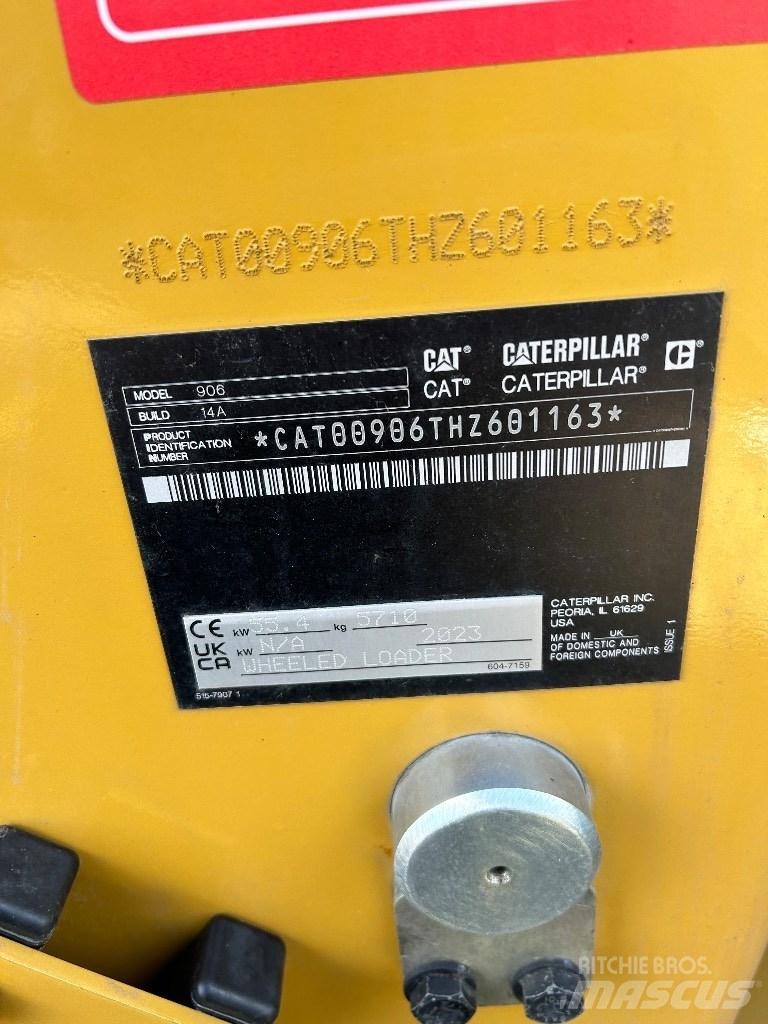 *CAT00906THZ601163*
CAT® CATERPILLAR®
CAT® CATERPILLAR®
MODEL 906
BUILD 14A
PRODUCT
IDENTIFICATION
NUMBER
*CAT00906THZ601163*
CE kW 55.4 kg 5710
UKCA kW N/A 2023
WHEELED LOADER 604-7159
CATERPILLAR INC.
PEORIA, IL 61629
USA
MADE IN UK
OF DOMESTIC AND
FOREIGN COMPONENTS
ISSUE 1
515-7907 1
RITCHIE BROS.
MASCUS